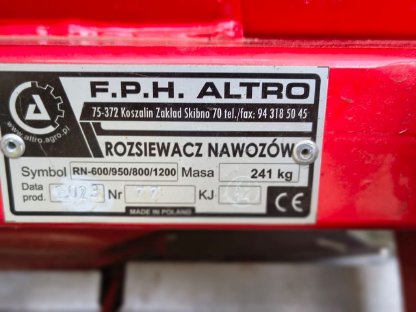 F.P.H. ALTRO
75-372 Koszalin Zakład Skibno 70 tel./fax: 94 318 50 45
A
www.altro.agro.pl
ROZSIEWACZ NAWOZÓW
Symbol RN-600/950/800/1200 Masa 241 kg
Data prod. 2023 Nr KJ
CE
MADE IN POLAND